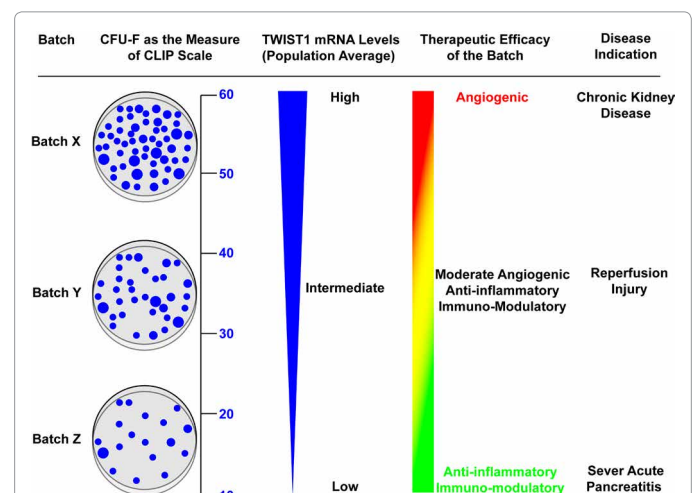 Batch
CFU-F as the Measure
of CLIP Scale
TWIST1 mRNA Levels
(Population Average)
Therapeutic Efficacy
of the Batch
Disease
Indication
60
High
Angiogenic
Chronic Kidney
Disease
Batch X
50
40
Batch Y
Intermediate
Moderate Angiogenic
Anti-inflammatory
Immuno-Modulatory
Reperfusion
Injury
30
20
Batch Z
Anti-inflammatory
Immuno-modulatory
Sever Acute
Pancreatitis
10
Low